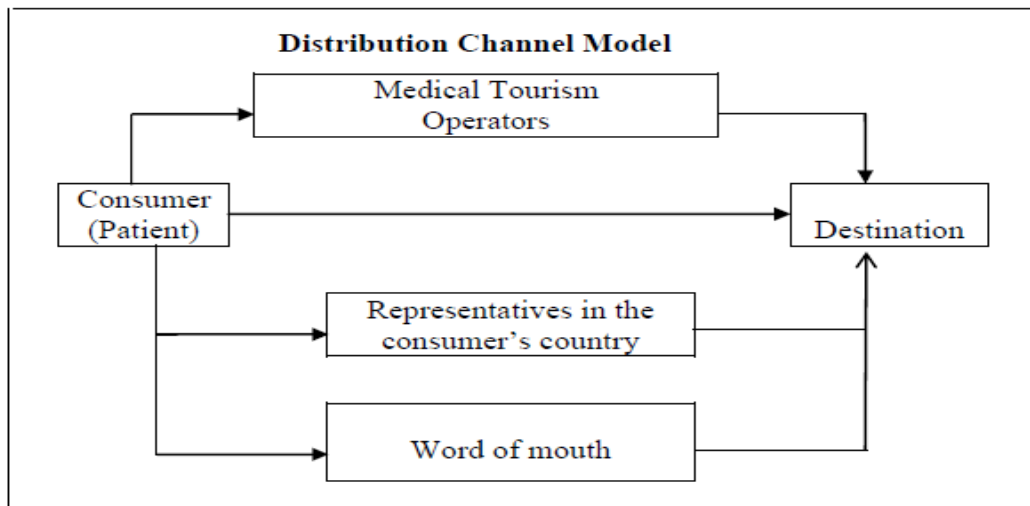 Distribution Channel Model
Medical Tourism
Operators
Consumer
(Patient)
Destination
Representatives in the
consumer’s country
Word of mouth